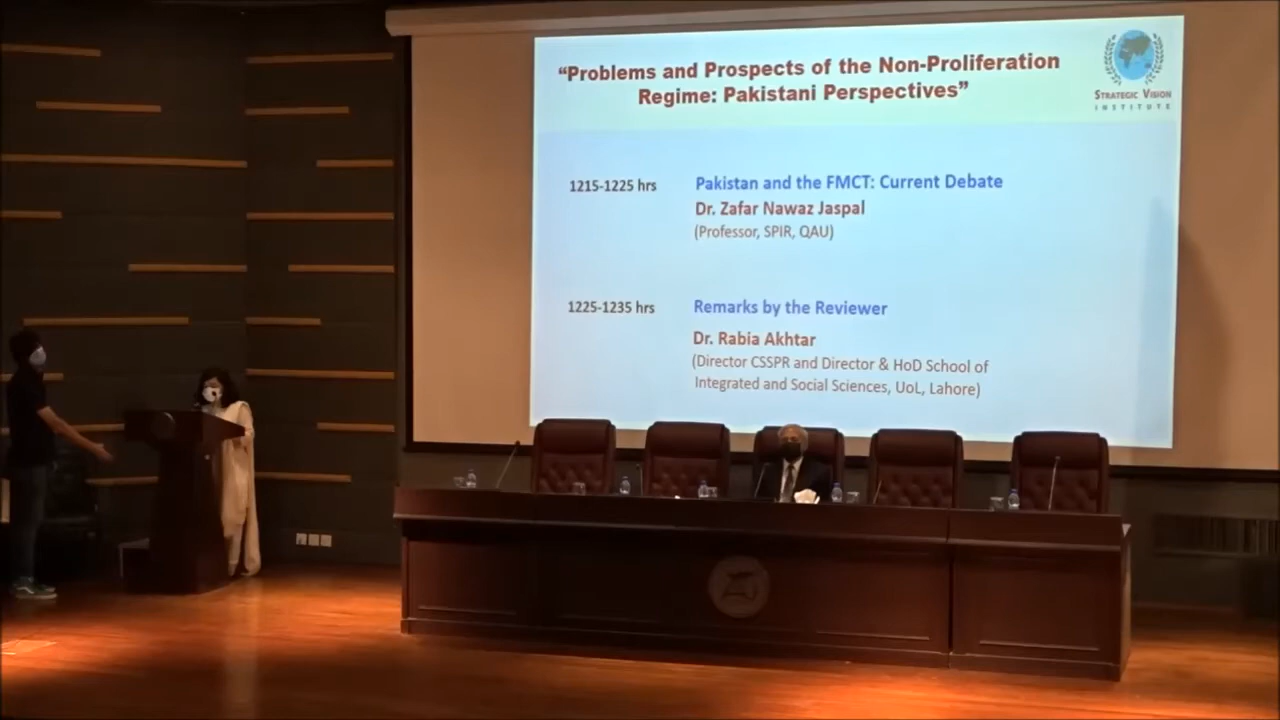 “Problems and Prospects of the Non-Proliferation
Regime: Pakistani Perspectives”
STRATEGIC VISION
INSTITUTE
1215-1225 hrs
Pakistan and the FMCT: Current Debate
Dr. Zafar Nawaz Jaspal
(Professor, SPIR, QAU)
1225-1235 hrs
Remarks by the Reviewer
Dr. Rabia Akhtar
(Director CSSPR and Director & HoD School of
Integrated and Social Sciences, UoL, Lahore)